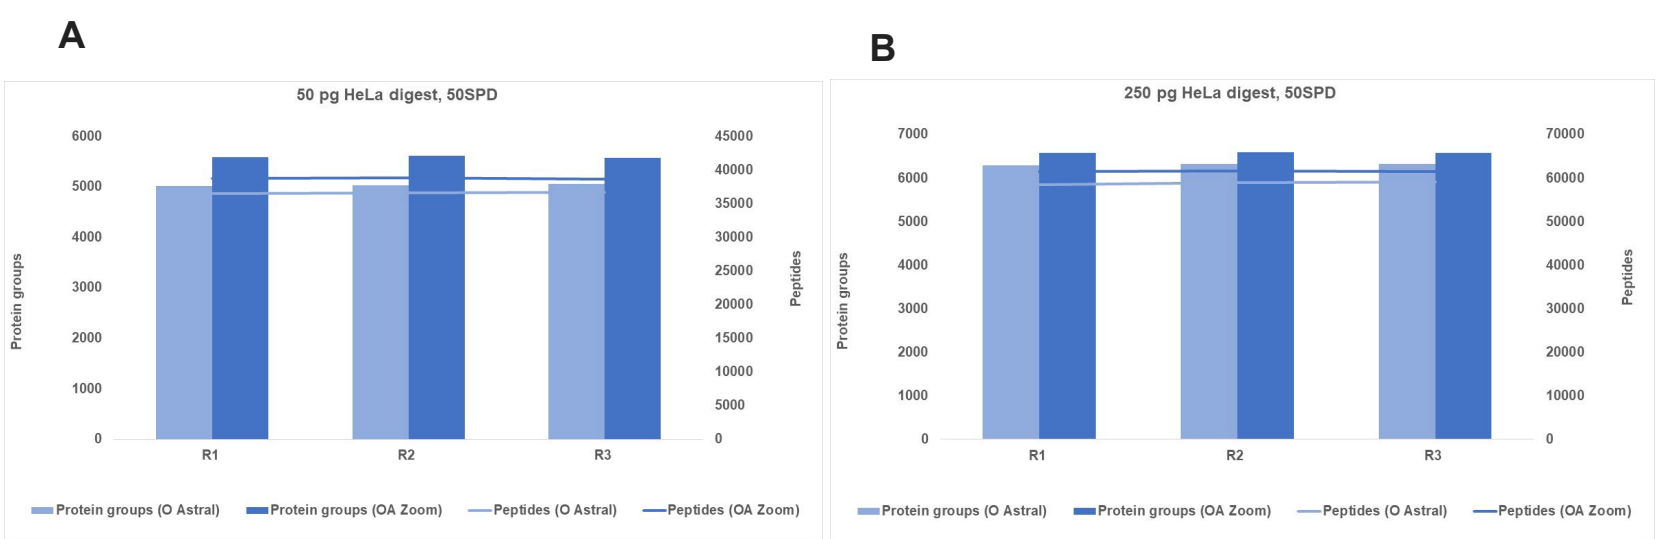 A
50 pg HeLa digest, 50SPD
6000
5000
4000
3000
2000
1000
0
Protein groups
45000
40000
35000
30000
25000
20000
15000
10000
5000
0
Peptides
R1 R2 R3
Protein groups (O Astral) Protein groups (OA Zoom) Peptides (O Astral) Peptides (OA Zoom)
B
250 pg HeLa digest, 50SPD
7000
6000
5000
4000
3000
2000
1000
0
Protein groups
70000
60000
50000
40000
30000
20000
10000
0
Peptides
R1 R2 R3
Protein groups (O Astral) Protein groups (OA Zoom) Peptides (O Astral) Peptides (OA Zoom)